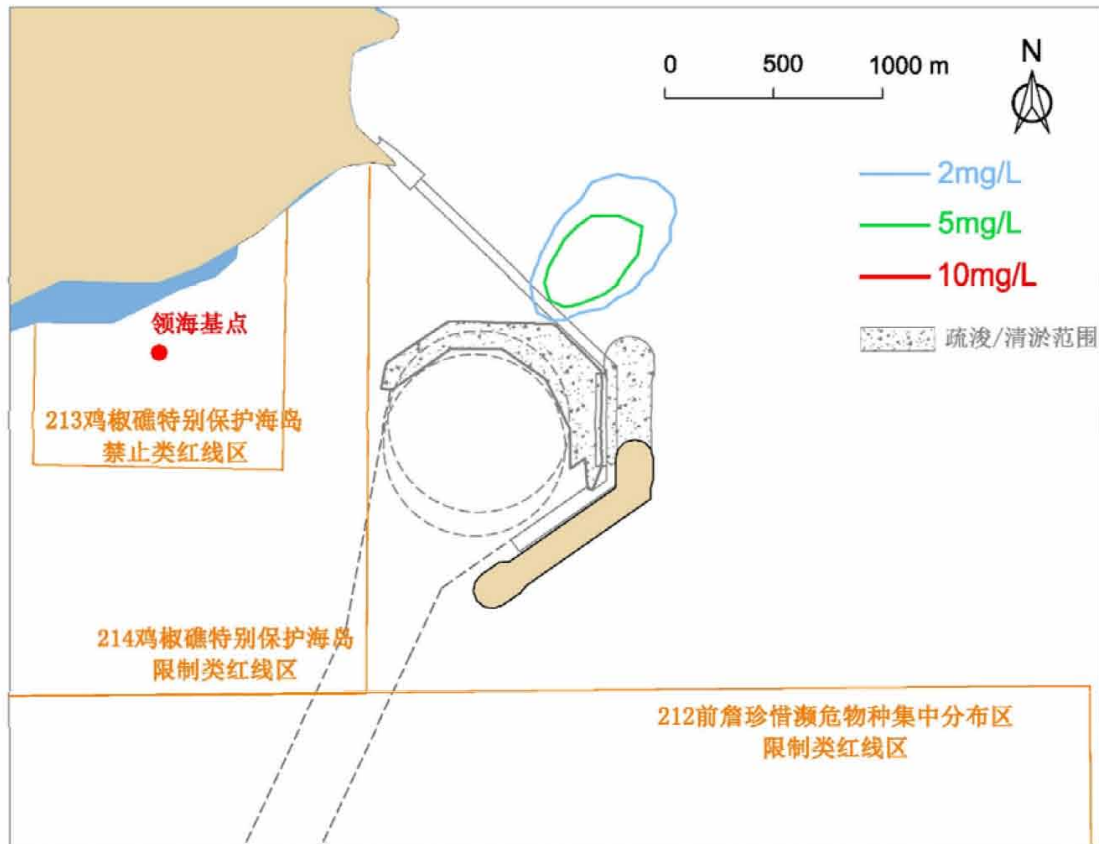 0 500 1000 m
N
2mg/L
5mg/L
10mg/L
疏浚/清淤范围
领海基点
213鸡椒礁特别保护海岛
禁止类红线区
214鸡椒礁特别保护海岛
限制类红线区
212前詹珍惜濒危物种集中分布区
限制类红线区